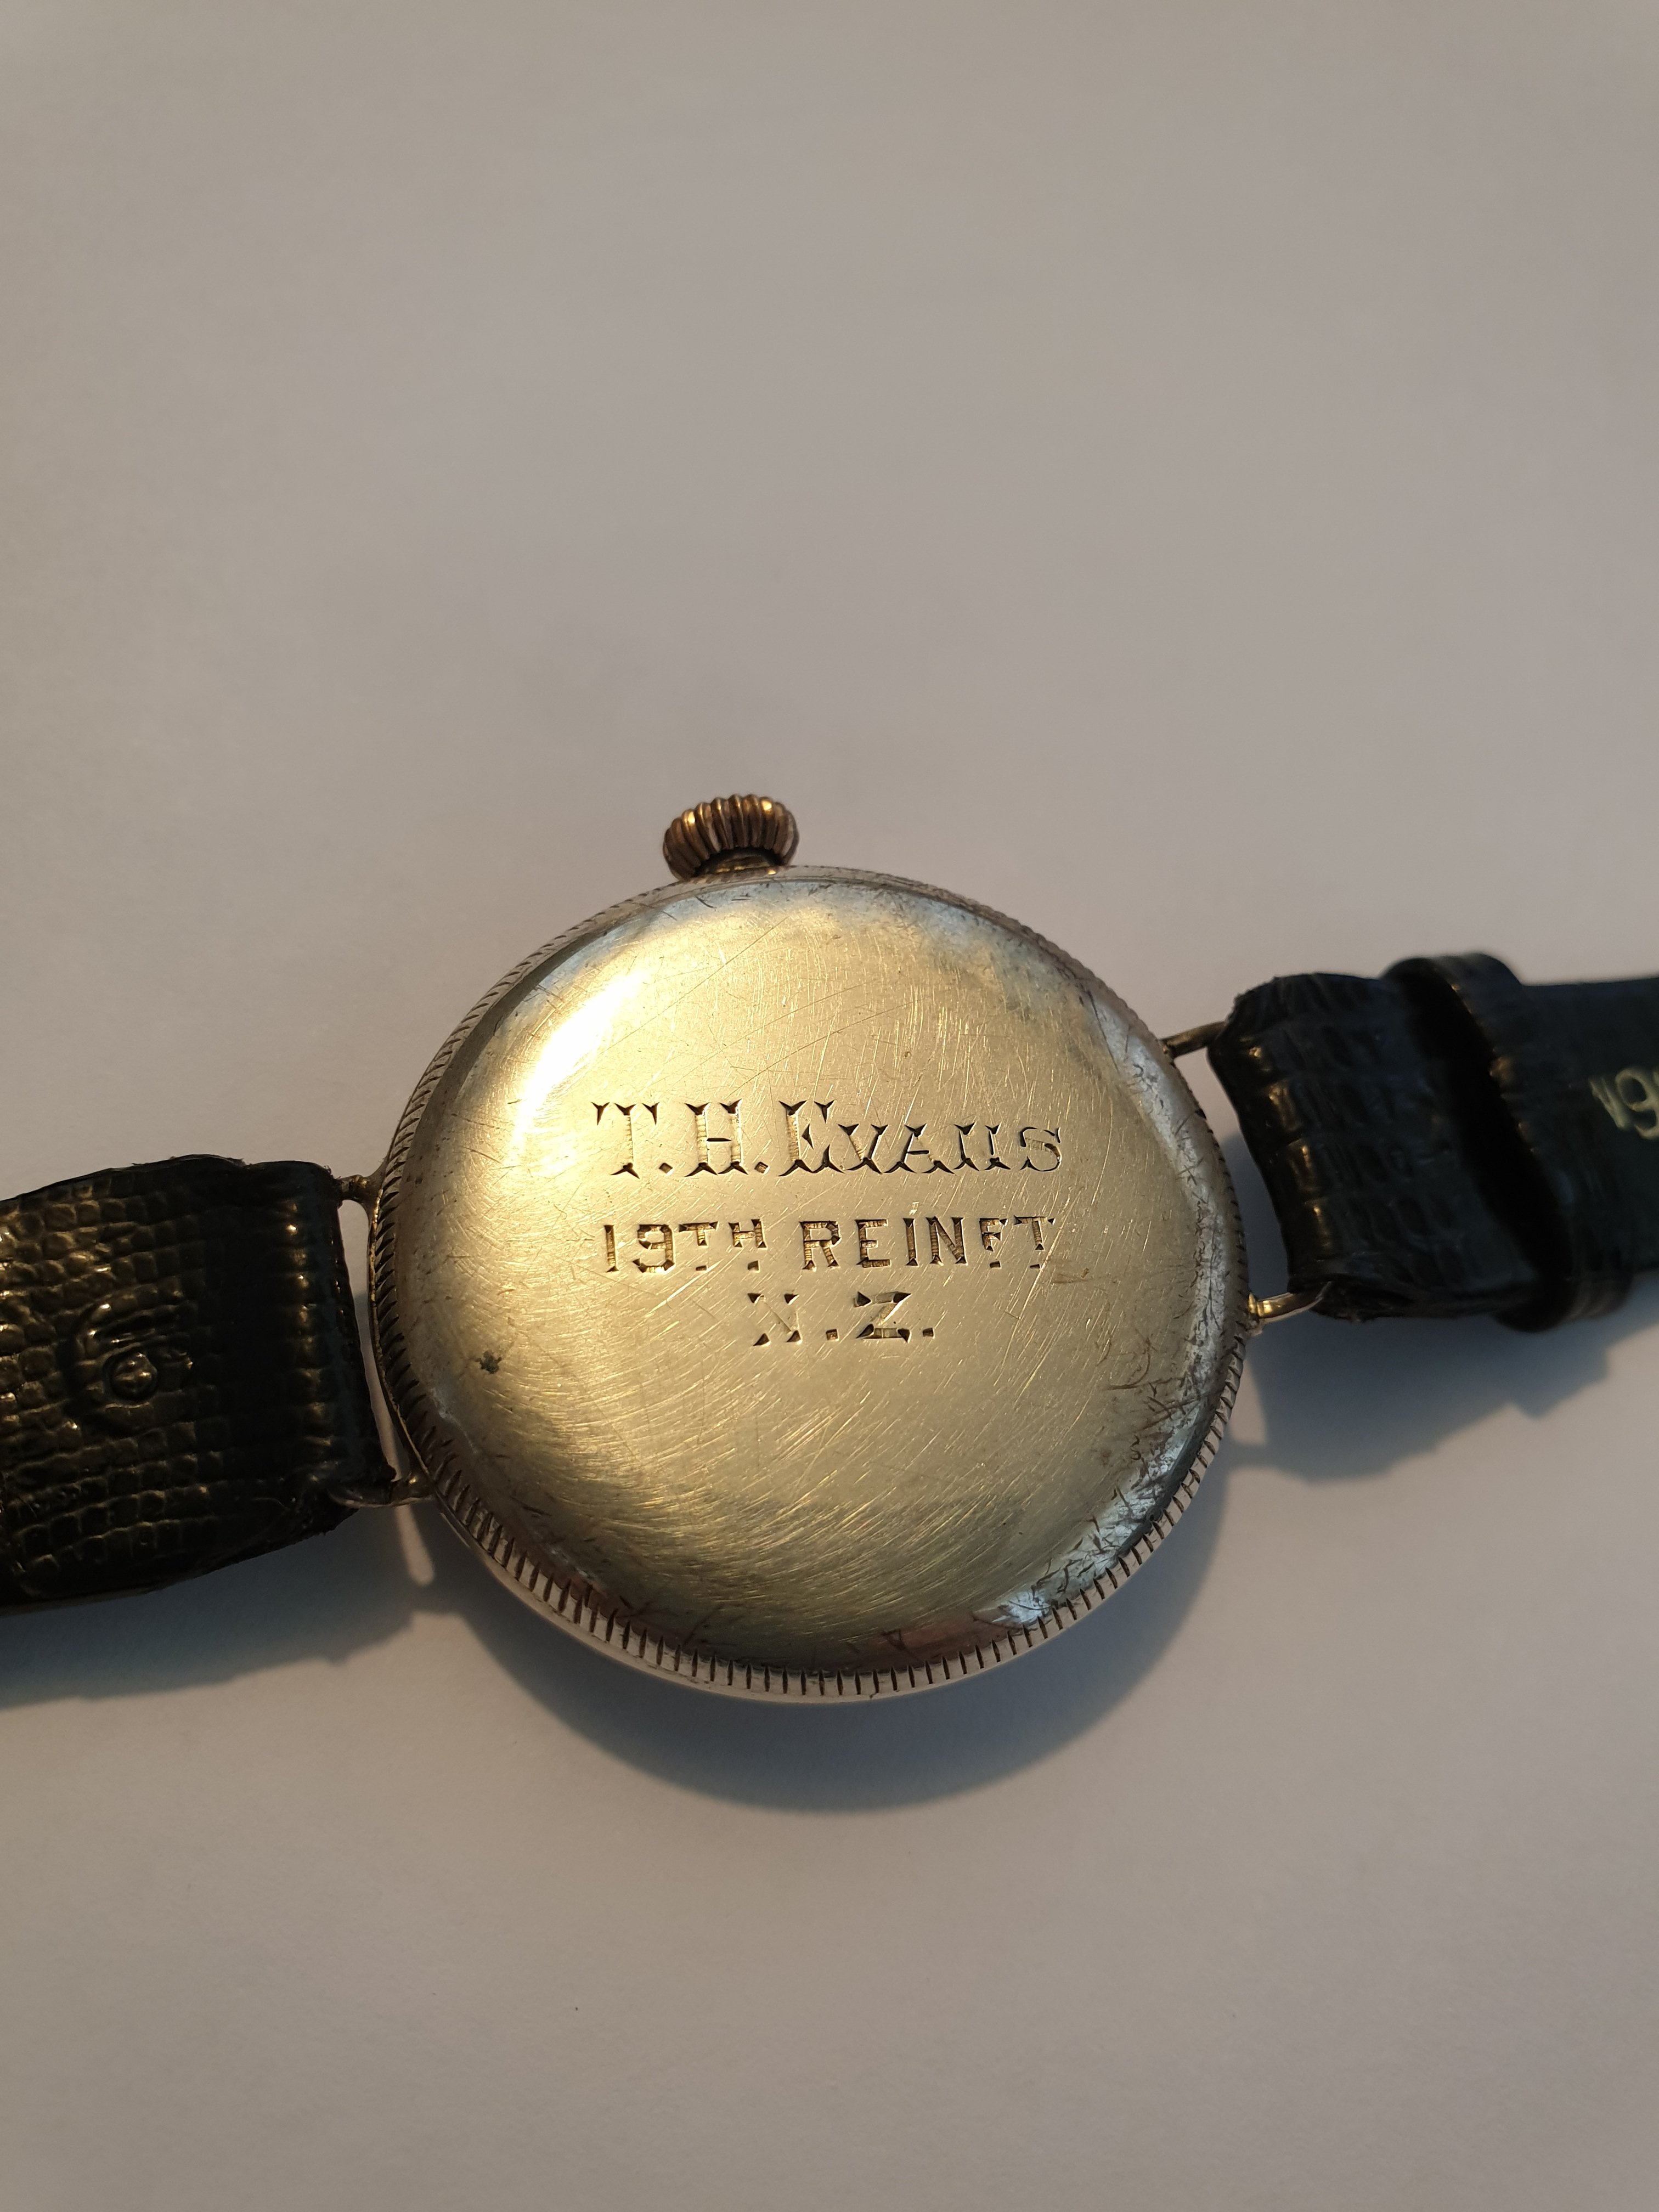 T.H.EVANS
19TH REINFT
N.Z.